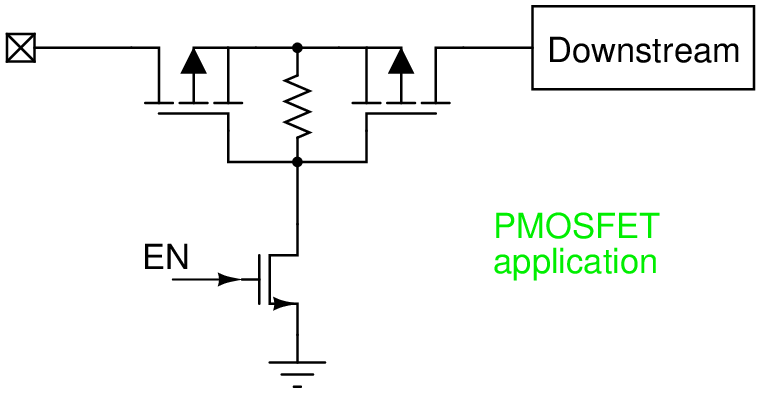 Downstream
EN
PMOSFET
application